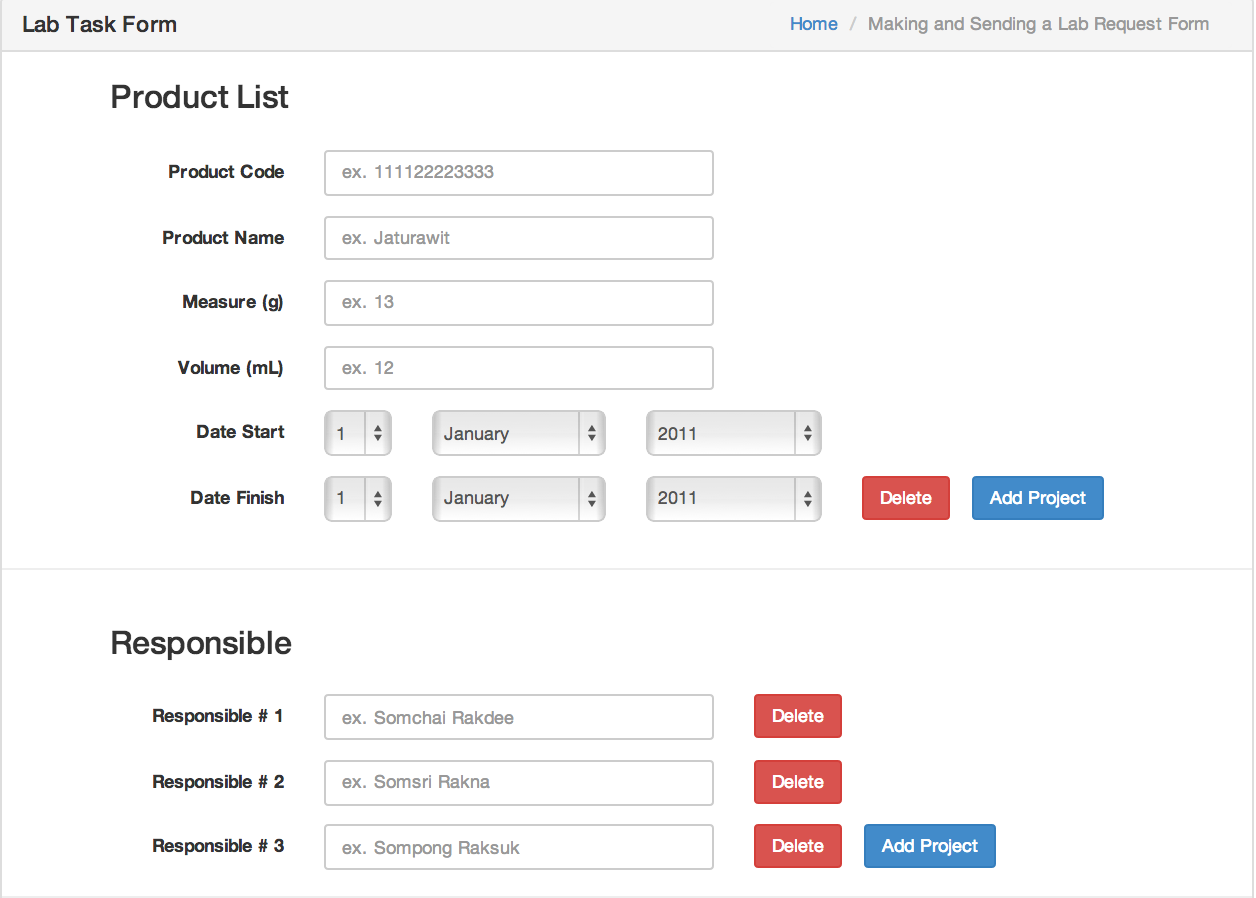 Lab Task Form
Home / Making and Sending a Lab Request Form
Product List
Product Code ex. 111122223333
Product Name ex. Jaturawit
Measure (g) ex. 13
Volume (mL) ex. 12
Date Start 1 January 2011
Date Finish 1 January 2011 Delete Add Project
Responsible
Responsible # 1 ex. Somchai Rakdee Delete
Responsible # 2 ex. Somsri Rakna Delete
Responsible # 3 ex. Sompong Raksuk Delete Add Project